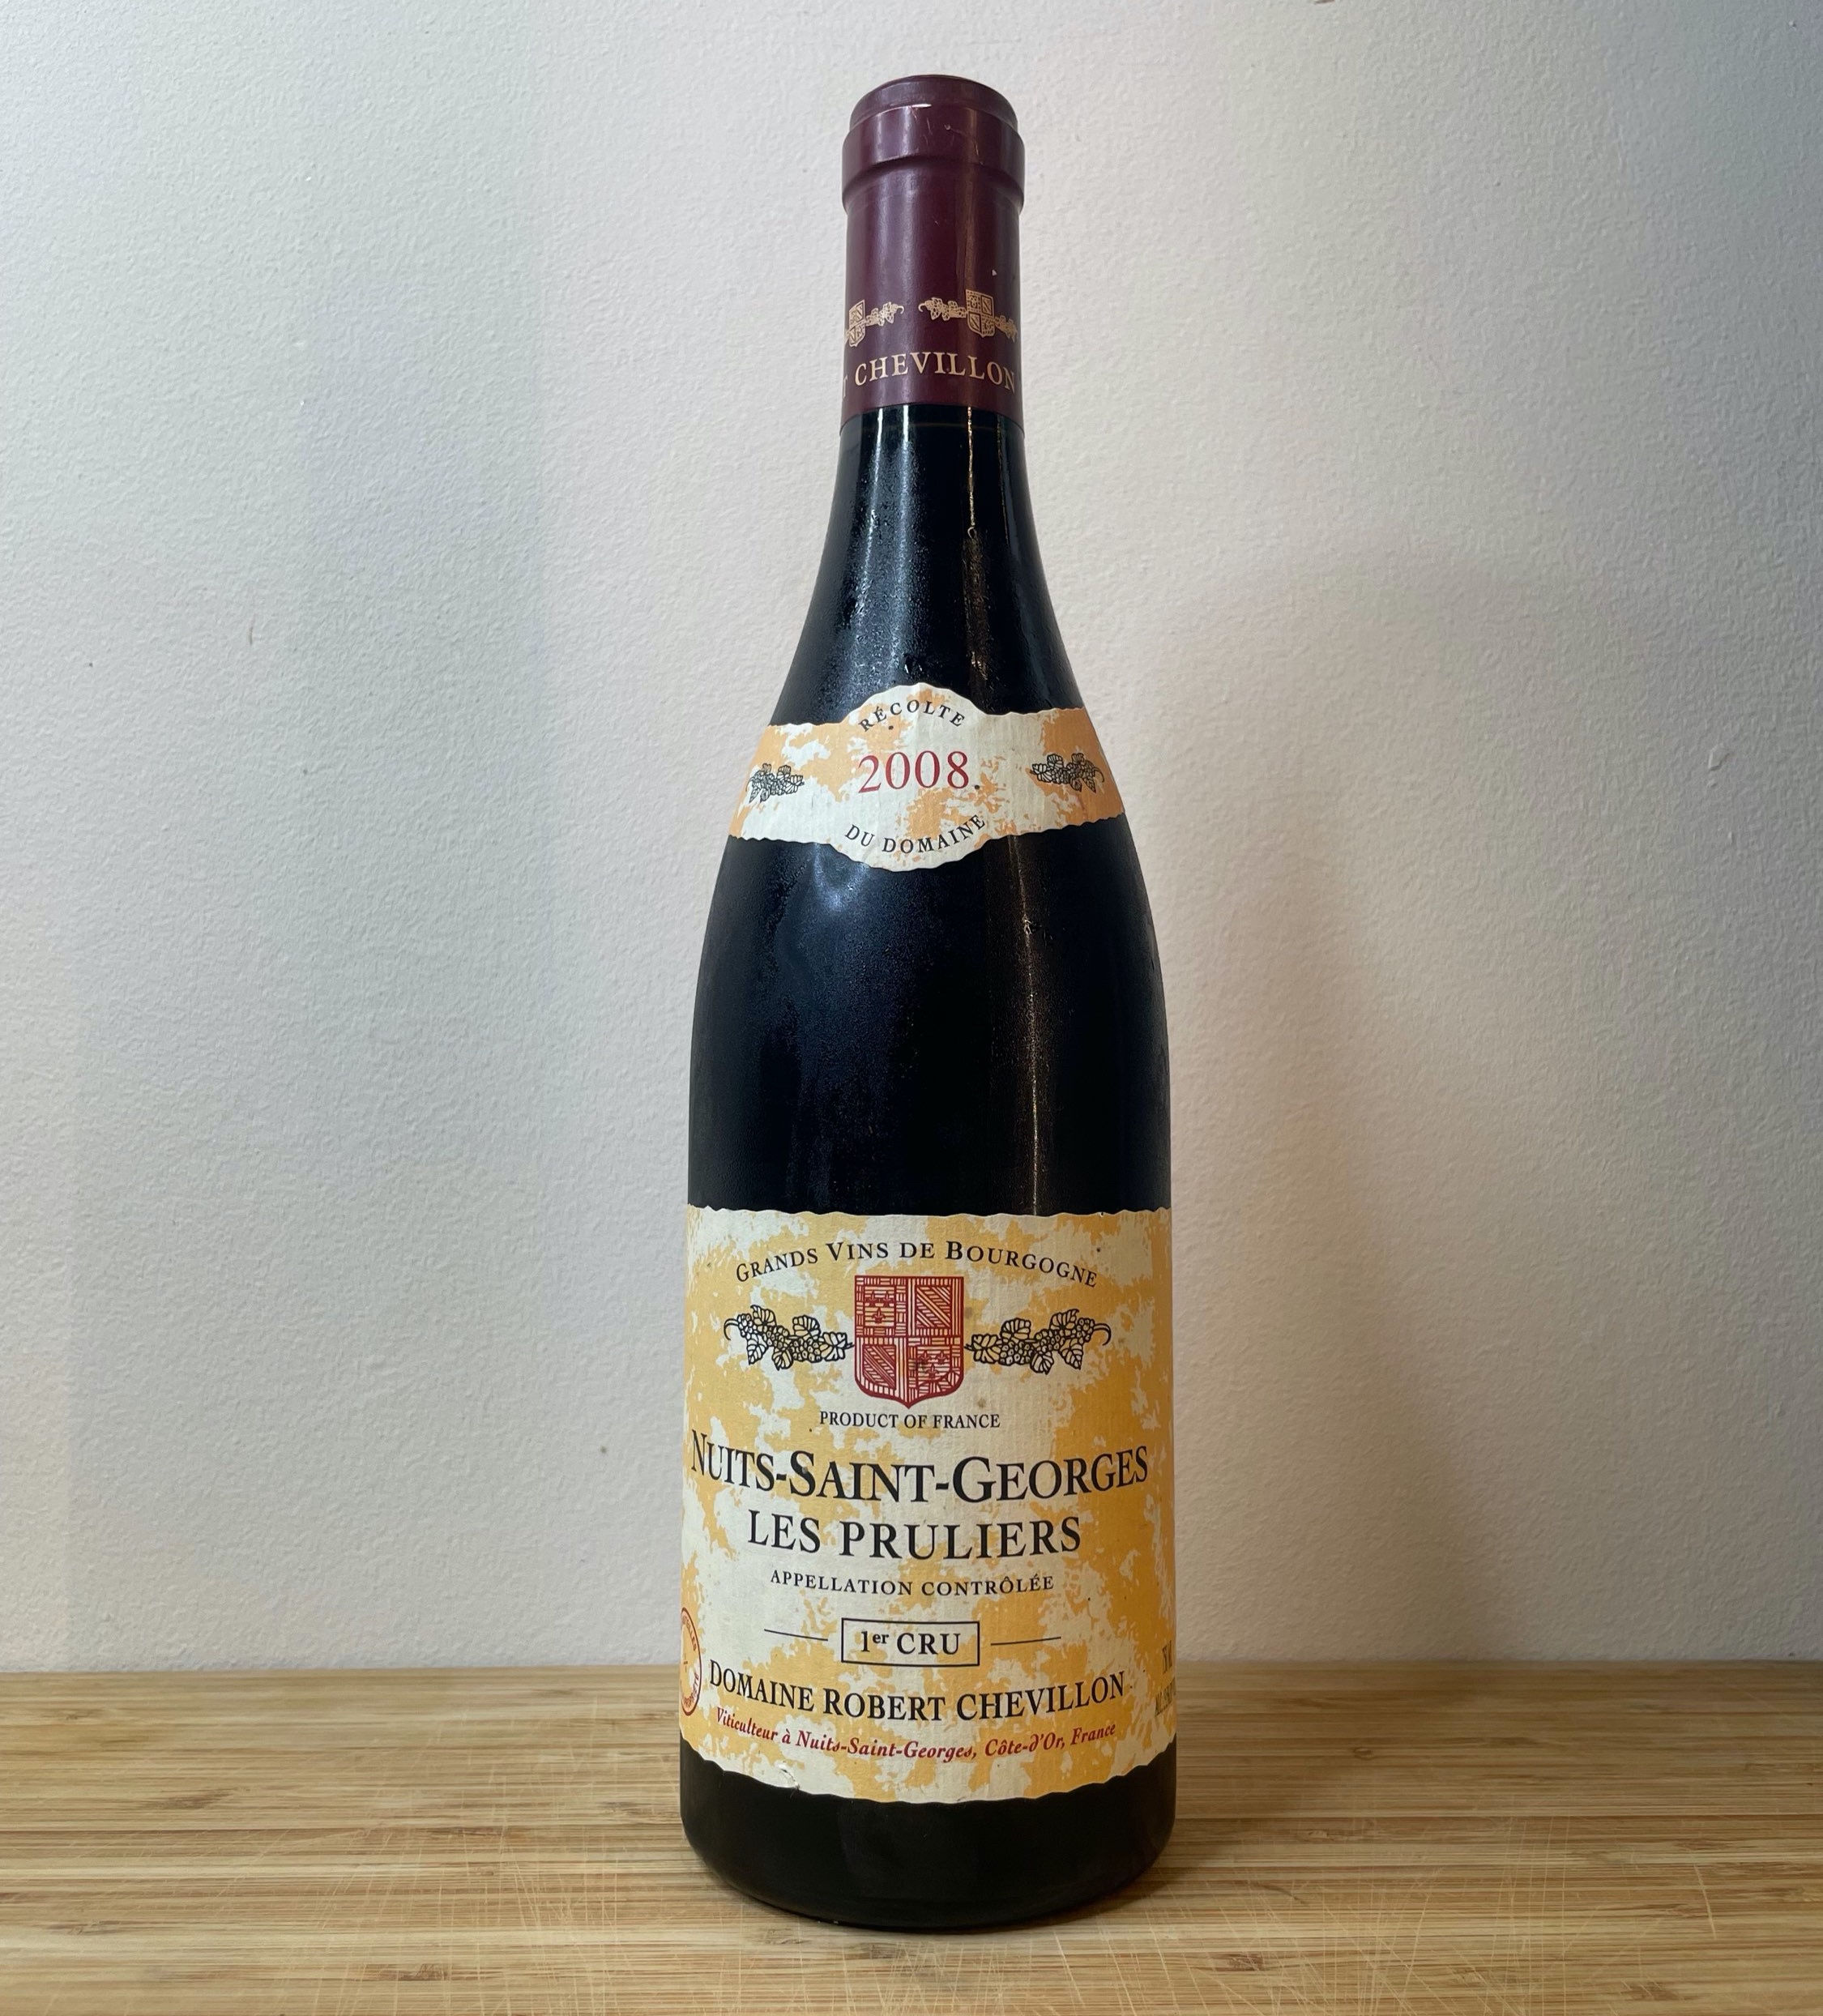 CHEVILLON
RÉCOLTE
2008
DU DOMAINE
GRANDS VINS DE BOURGOGNE
PRODUCT OF FRANCE
NUITS-SAINT-GEORGES
LES PRULIERS
APPELLATION CONTRÔLÉE
1er CRU
DOMAINE ROBERT CHEVILLON
Viticulteur à Nuits-Saint-Georges, Côte-d'Or, France